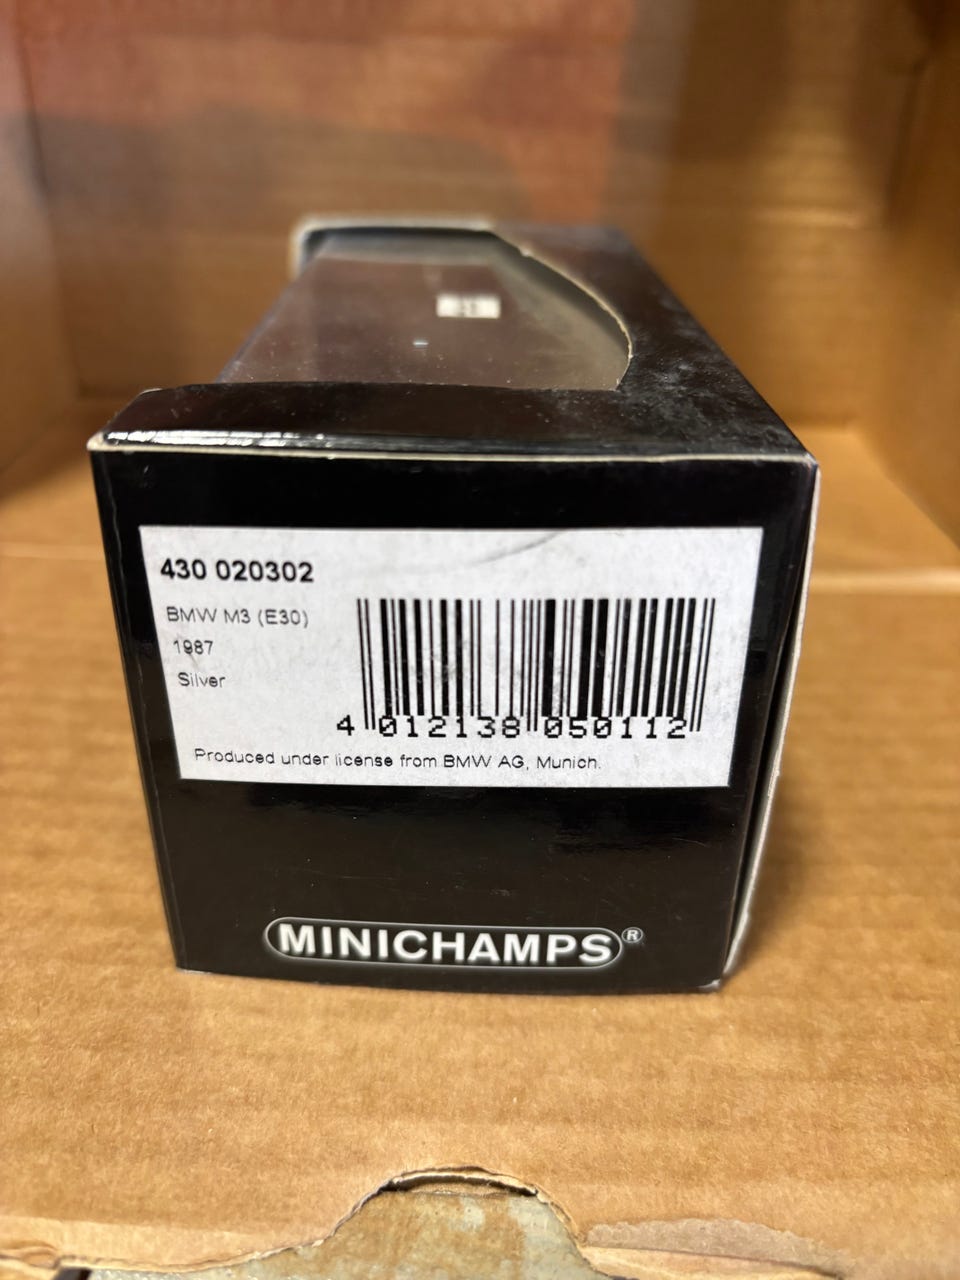 430 020302
BMW M3 (E30)
1987
Silver
4 012138 050112
Produced under license from BMW AG, Munich.
MINICHAMPS®